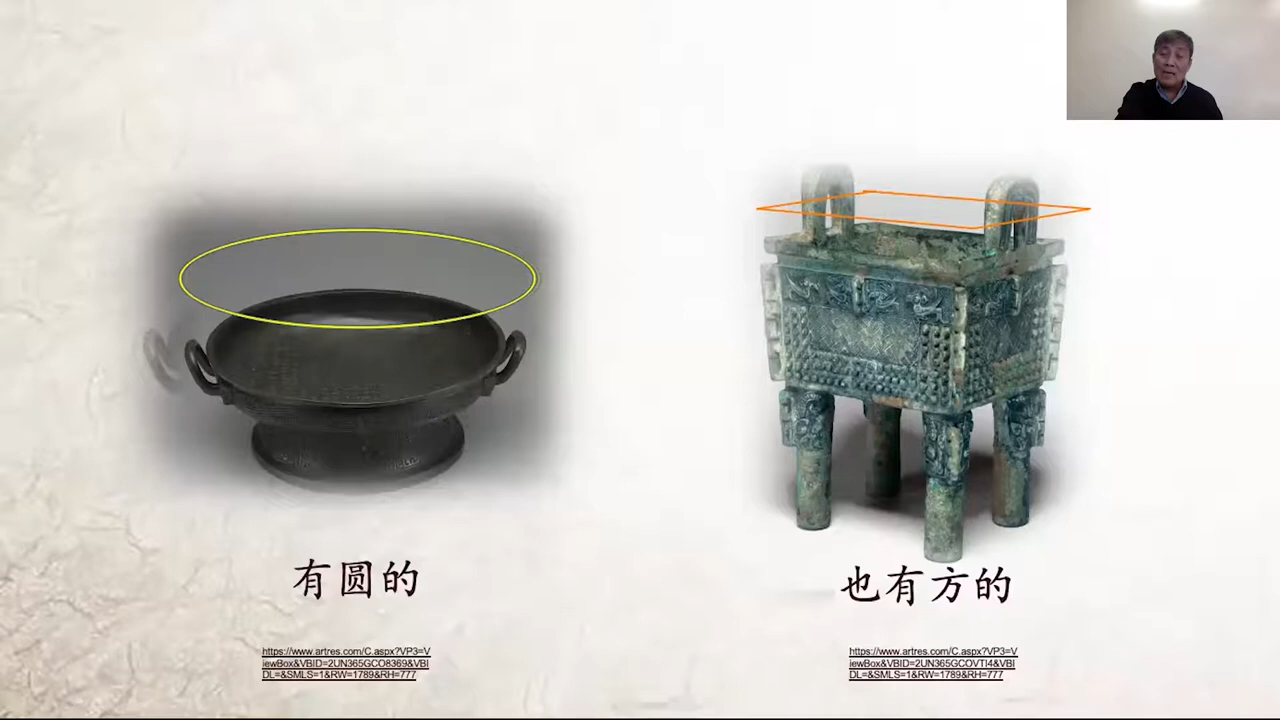 有圆的
也有方的
https://www.artres.com/C.aspx?VP3=V
iewBox&VBID=2UN365GCO8369&VBI
DL=&SMLS=1&RW=1789&RH=777
https://www.artres.com/C.aspx?VP3=V
iewBox&VBID=2UN365GCOVTI4&VBI
DL=&SMLS=1&RW=1789&RH=777